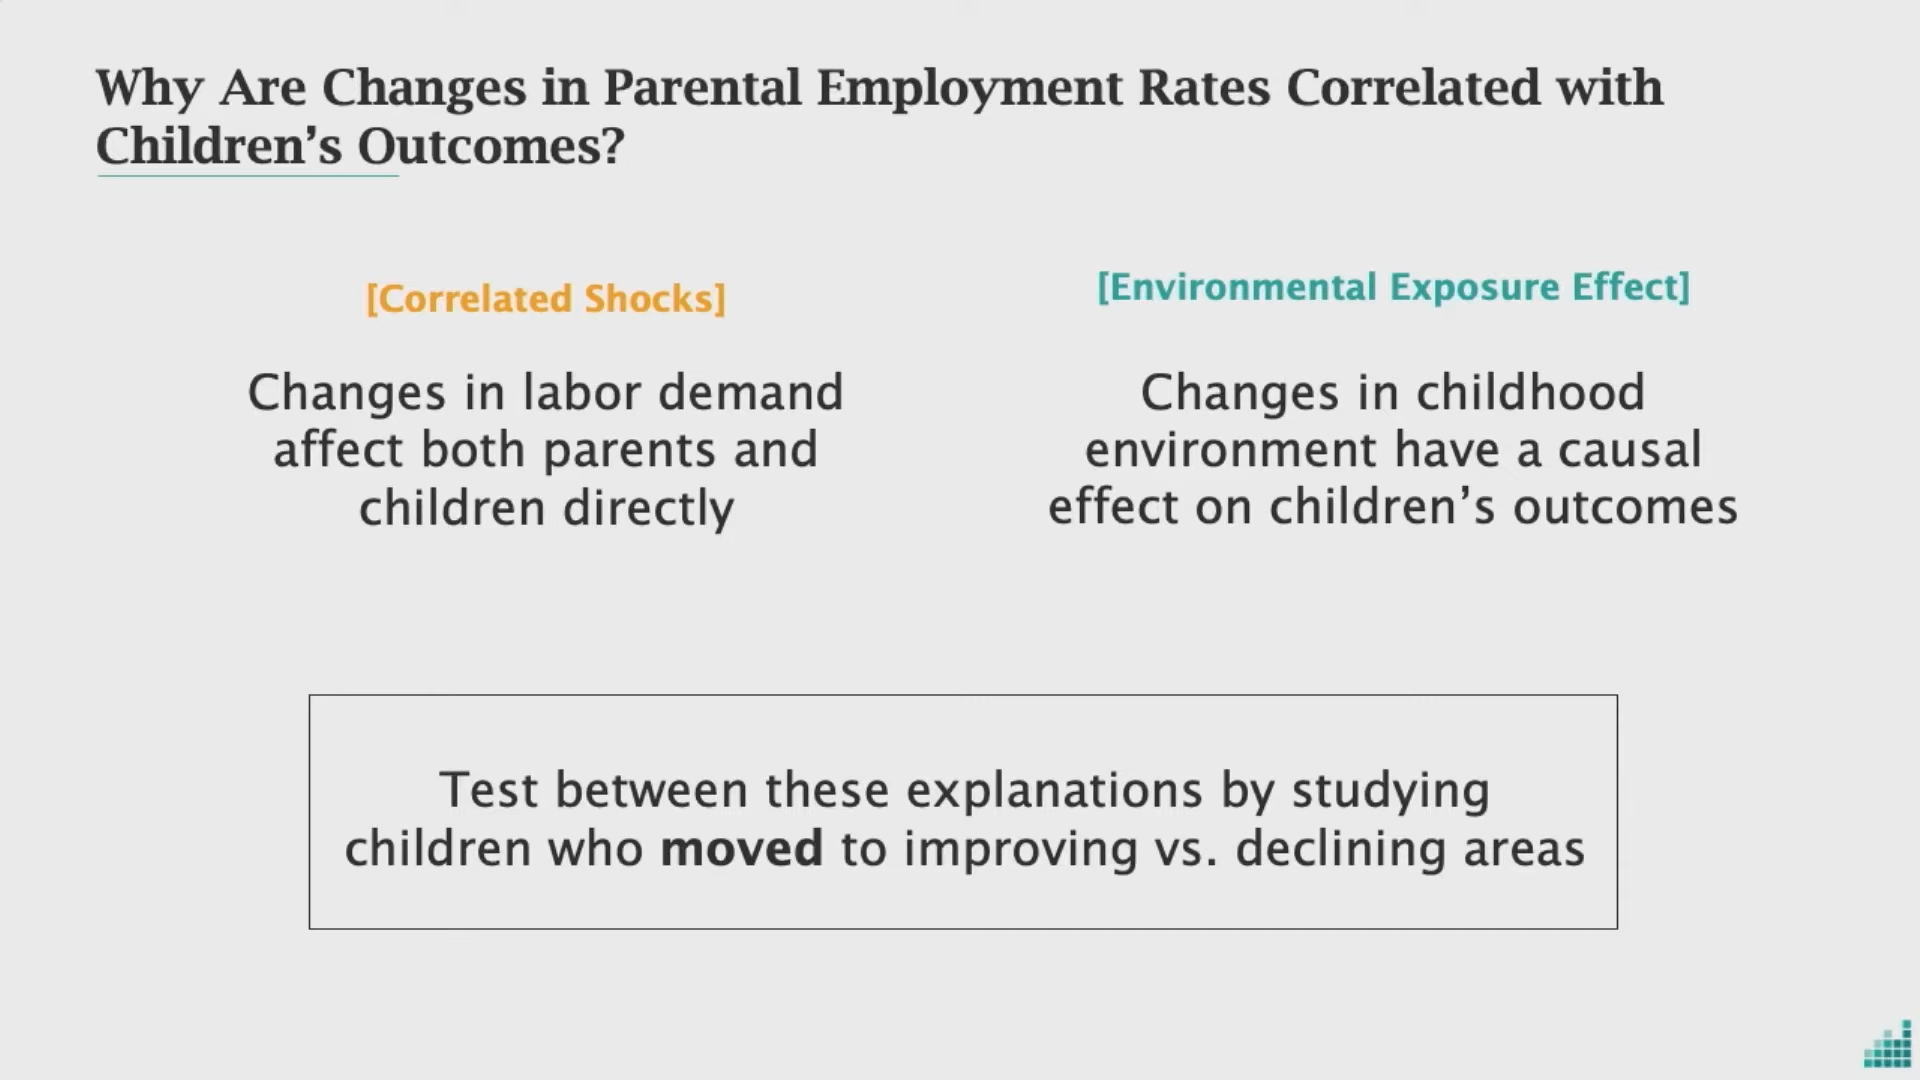 Why Are Changes in Parental Employment Rates Correlated with
Children’s Outcomes?
[Correlated Shocks]
Changes in labor demand
affect both parents and
children directly
[Environmental Exposure Effect]
Changes in childhood
environment have a causal
effect on children’s outcomes
Test between these explanations by studying
children who moved to improving vs. declining areas